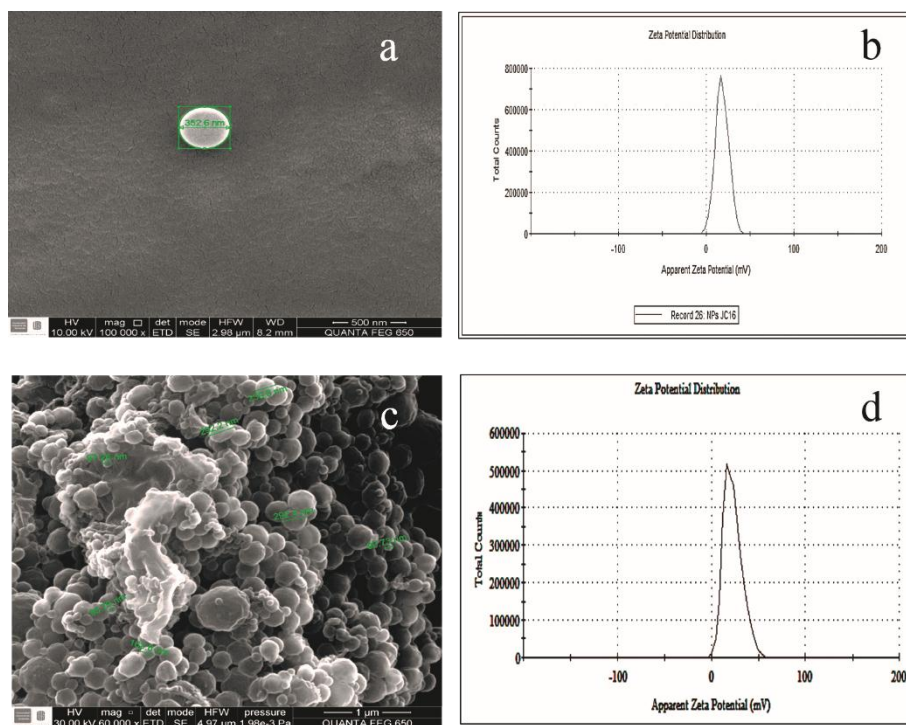 a
352.6 nm
HV mag □ det mode HFW WD
10.00 kV 100 000 x ETD SE 2.98 µm 8.2 mm
500 nm
QUANTA FEG 650
b
Zeta Potential Distribution
Total Counts
800000
600000
400000
200000
0
-100 0 100 200
Apparent Zeta Potential (mV)
Record 26: NPs JC16
c
HV mag □ det mode HFW pressure
30.00 kV 60 000 x ETD SE 4.97 µm 1.98e-3 Pa
1 µm
QUANTA FEG 650
d
Zeta Potential Distribution
Total Counts
600000
500000
400000
300000
200000
100000
0
-100 0 100 200
Apparent Zeta Potential (mV)